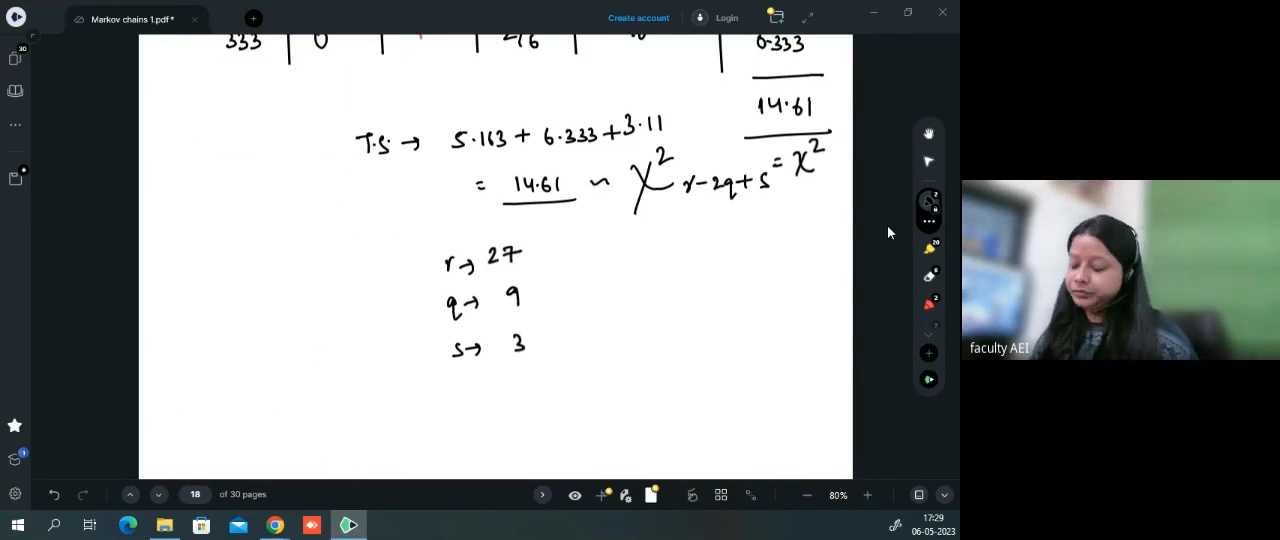 Markov chains 1.pdf*
Create account
Login
333 0 276 0.333
14.61
T.S. → 5.163 + 6.333 + 3.11
= 14.61 ~ χ² r-2q+s = χ²
r → 27
q → 9
s → 3
faculty AEI
18 of 30 pages
80%
17:29
06-05-2023